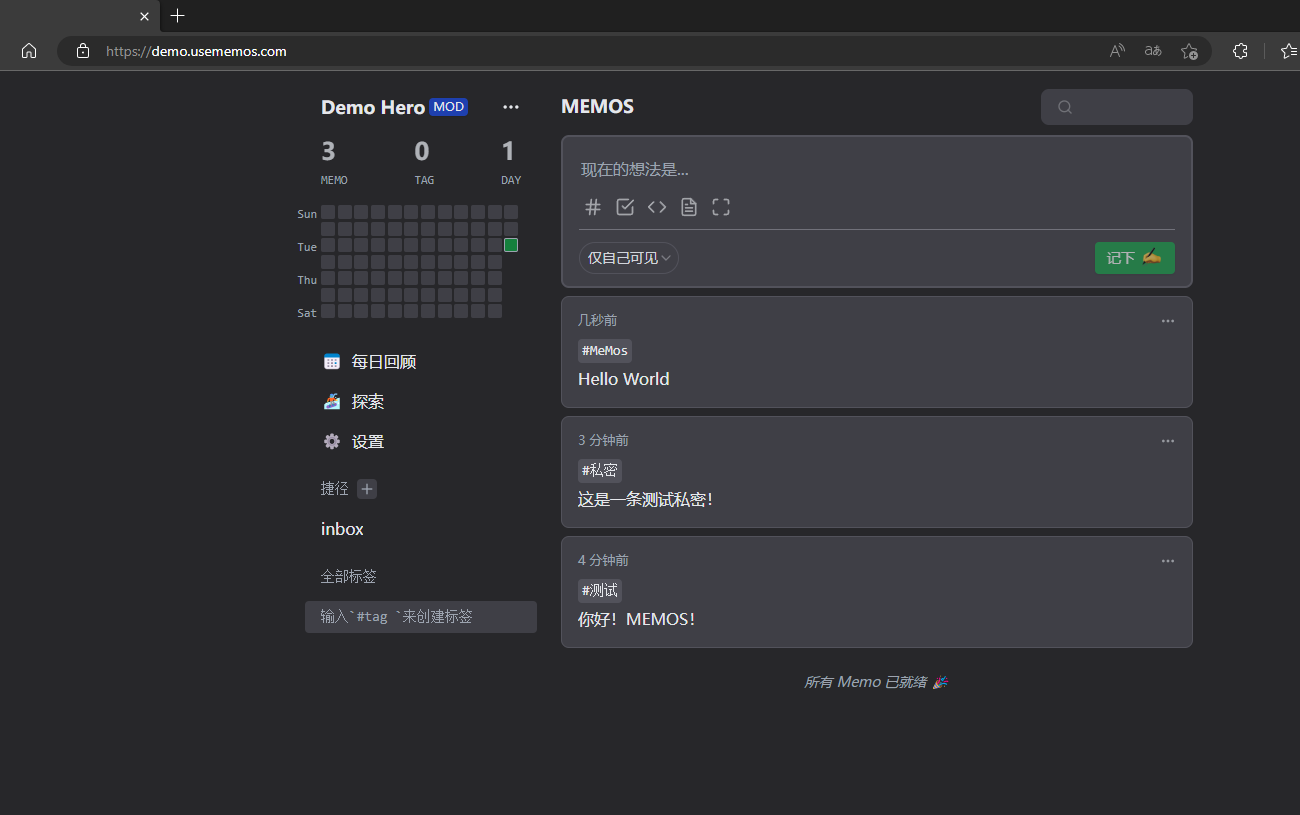 https://demo.usememos.com
Demo Hero MOD
3 0 1
MEMO TAG DAY
Sun
Tue
Thu
Sat
每日回顾
探索
设置
捷径
inbox
全部标签
输入`#tag `来创建标签
MEMOS
现在的想法是...
仅自己可见
记下 ✍
几秒前
#MeMos
Hello World
3 分钟前
#私密
这是一条测试私密！
4 分钟前
#测试
你好！MEMOS！
所有 Memo 已就绪 🎉